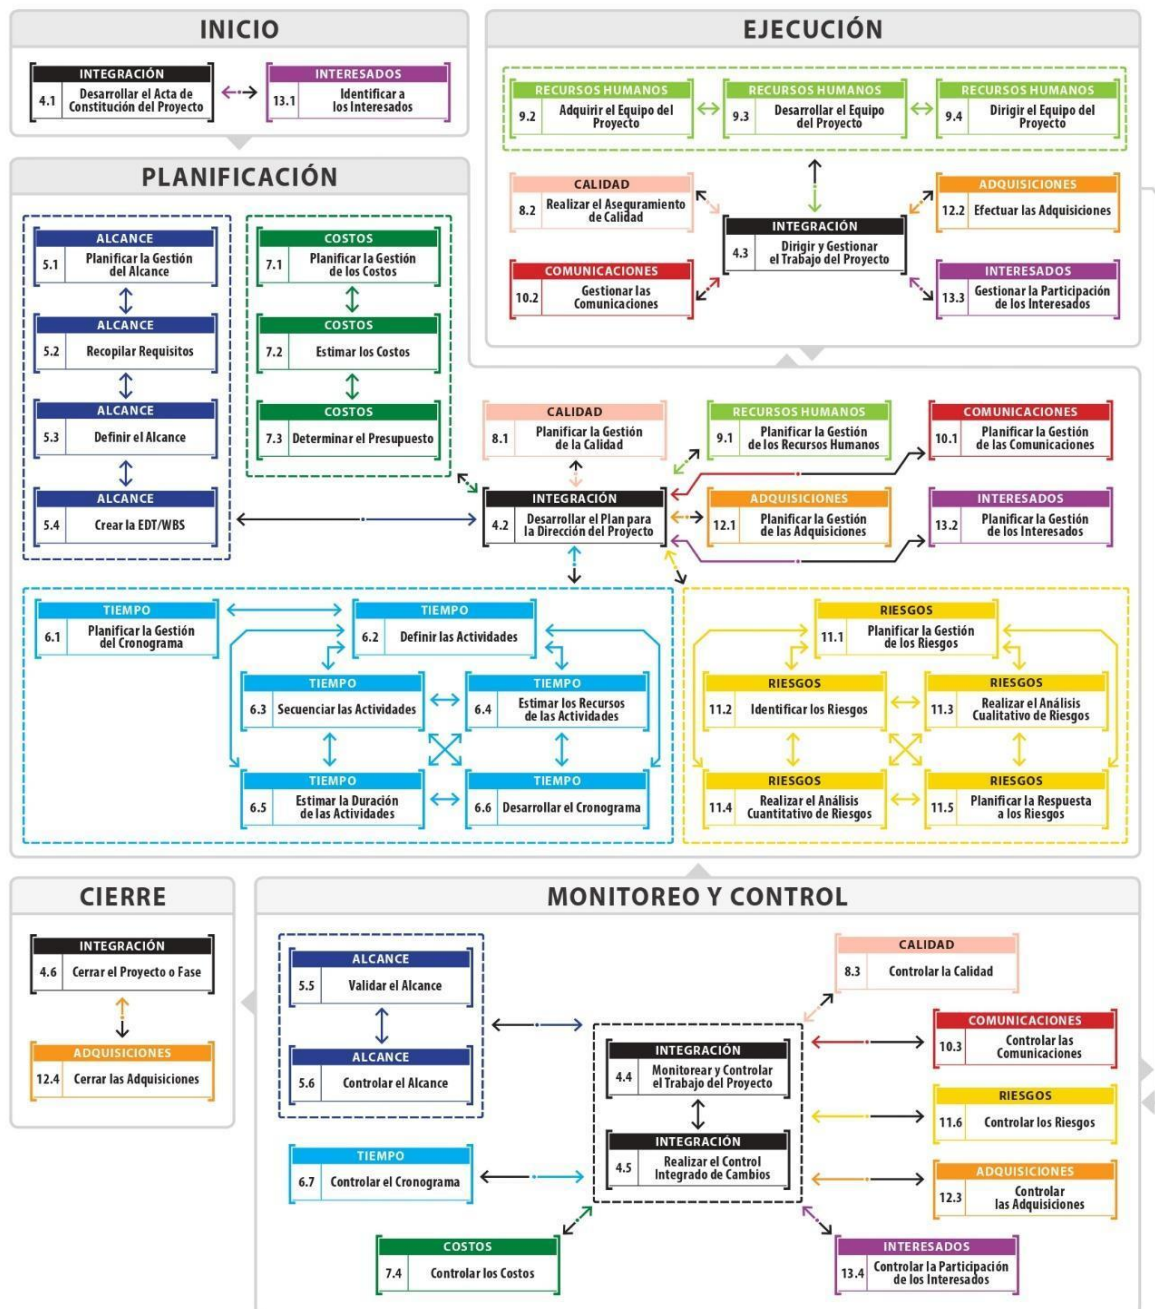 INICIO
INTEGRACIÓN
4.1
Desarrollar el Acta de
Constitución del Proyecto
INTERESADOS
13.1
Identificar a
los Interesados
EJECUCIÓN
RECURSOS HUMANOS
9.2
Adquirir el Equipo del
Proyecto
RECURSOS HUMANOS
9.3
Desarrollar el Equipo
del Proyecto
RECURSOS HUMANOS
9.4
Dirigir el Equipo del
Proyecto
CALIDAD
8.2
Realizar el Aseguramiento
de Calidad
INTEGRACIÓN
4.3
Dirigir y Gestionar
el Trabajo del Proyecto
ADQUISICIONES
12.2
Efectuar las Adquisiciones
COMUNICACIONES
10.2
Gestionar las
Comunicaciones
INTERESADOS
13.3
Gestionar la Participación
de los Interesados
PLANIFICACIÓN
ALCANCE
5.1
Planificar la Gestión
del Alcance
ALCANCE
5.2
Recopilar Requisitos
ALCANCE
5.3
Definir el Alcance
ALCANCE
5.4
Crear la EDT/WBS
COSTOS
7.1
Planificar la Gestión
de los Costos
COSTOS
7.2
Estimar los Costos
COSTOS
7.3
Determinar el Presupuesto
CALIDAD
8.1
Planificar la Gestión
de la Calidad
RECURSOS HUMANOS
9.1
Planificar la Gestión
de los Recursos Humanos
COMUNICACIONES
10.1
Planificar la Gestión
de las Comunicaciones
INTEGRACIÓN
4.2
Desarrollar el Plan para
la Dirección del Proyecto
ADQUISICIONES
12.1
Planificar la Gestión
de las Adquisiciones
INTERESADOS
13.2
Planificar la Gestión
de los Interesados
TIEMPO
6.1
Planificar la Gestión
del Cronograma
TIEMPO
6.2
Definir las Actividades
TIEMPO
6.3
Secuenciar las Actividades
TIEMPO
6.4
Estimar los Recursos
de las Actividades
TIEMPO
6.5
Estimar la Duración
de las Actividades
TIEMPO
6.6
Desarrollar el Cronograma
RIESGOS
11.1
Planificar la Gestión
de los Riesgos
RIESGOS
11.2
Identificar los Riesgos
RIESGOS
11.3
Realizar el Análisis
Cualitativo de Riesgos
RIESGOS
11.4
Realizar el Análisis
Cuantitativo de Riesgos
RIESGOS
11.5
Planificar la Respuesta
a los Riesgos
CIERRE
INTEGRACIÓN
4.6
Cerrar el Proyecto o Fase
ADQUISICIONES
12.4
Cerrar las Adquisiciones
MONITOREO Y CONTROL
ALCANCE
5.5
Validar el Alcance
ALCANCE
5.6
Controlar el Alcance
TIEMPO
6.7
Controlar el Cronograma
COSTOS
7.4
Controlar los Costos
INTEGRACIÓN
4.4
Monitorear y Controlar
el Trabajo del Proyecto
INTEGRACIÓN
4.5
Realizar el Control
Integrado de Cambios
CALIDAD
8.3
Controlar la Calidad
COMUNICACIONES
10.3
Controlar las
Comunicaciones
RIESGOS
11.6
Controlar los Riesgos
ADQUISICIONES
12.3
Controlar
las Adquisiciones
INTERESADOS
13.4
Controlar la Participación
de los Interesados